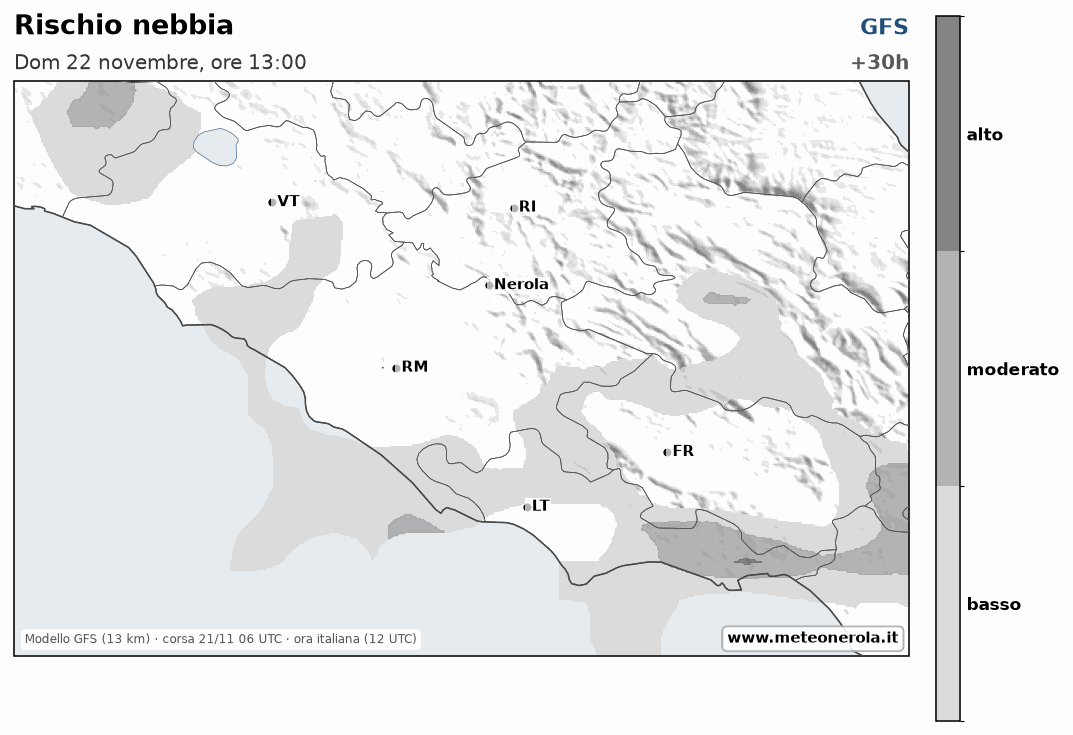 Rischio nebbia
GFS
Dom 22 novembre, ore 13:00
+30h
alto
VT
RI
Nerola
RM
moderato
FR
LT
basso
Modello GFS (13 km) · corsa 21/11 06 UTC · ora italiana (12 UTC)
www.meteonerola.it